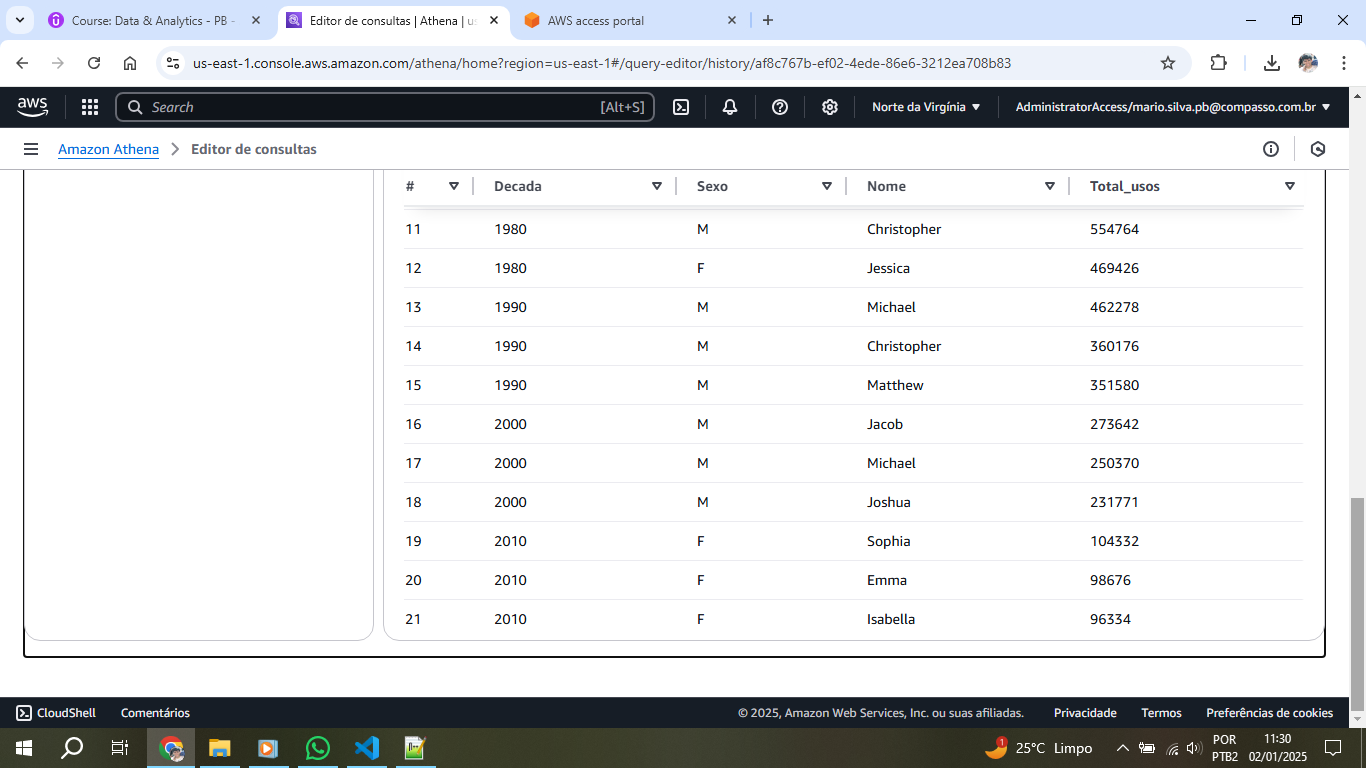 Course: Data & Analytics - PB -
Editor de consultas | Athena | us
AWS access portal
us-east-1.console.aws.amazon.com/athena/home?region=us-east-1#/query-editor/history/af8c767b-ef02-4ede-86e6-3212ea708b83
aws
Search
[Alt+S]
Norte da Virgínia
AdministratorAccess/mario.silva.pb@compasso.com.br
Amazon Athena
Editor de consultas
# Decada Sexo Nome Total_usos
11 1980 M Christopher 554764
12 1980 F Jessica 469426
13 1990 M Michael 462278
14 1990 M Christopher 360176
15 1990 M Matthew 351580
16 2000 M Jacob 273642
17 2000 M Michael 250370
18 2000 M Joshua 231771
19 2010 F Sophia 104332
20 2010 F Emma 98676
21 2010 F Isabella 96334
CloudShell Comentários © 2025, Amazon Web Services, Inc. ou suas afiliadas. Privacidade Termos Preferências de cookies
1
25°C Limpo
POR
PTB2
11:30
02/01/2025